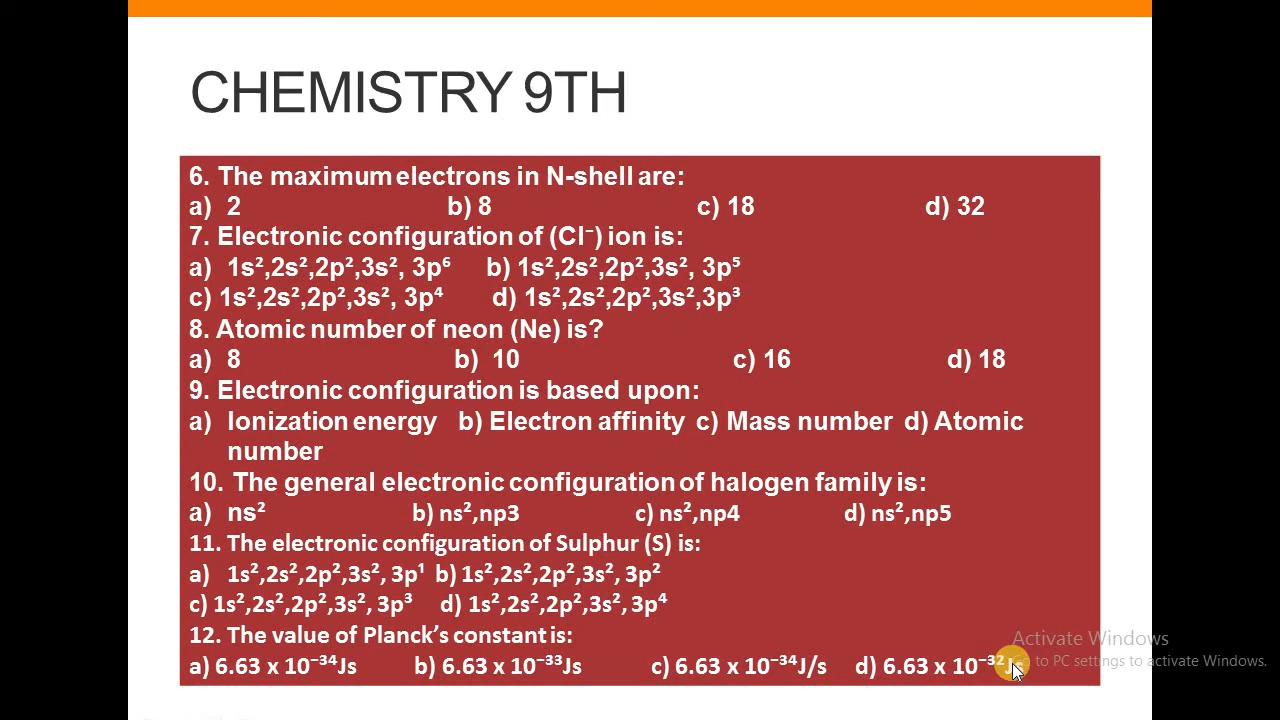 CHEMISTRY 9TH
6. The maximum electrons in N-shell are:
a) 2 b) 8 c) 18 d) 32
7. Electronic configuration of (Cl⁻) ion is:
a) 1s²,2s²,2p²,3s², 3p⁶ b) 1s²,2s²,2p²,3s², 3p⁵
c) 1s²,2s²,2p²,3s², 3p⁴ d) 1s²,2s²,2p²,3s²,3p³
8. Atomic number of neon (Ne) is?
a) 8 b) 10 c) 16 d) 18
9. Electronic configuration is based upon:
a) Ionization energy b) Electron affinity c) Mass number d) Atomic
number
10. The general electronic configuration of halogen family is:
a) ns² b) ns²,np3 c) ns²,np4 d) ns²,np5
11. The electronic configuration of Sulphur (S) is:
a) 1s²,2s²,2p²,3s², 3p¹ b) 1s²,2s²,2p²,3s², 3p²
c) 1s²,2s²,2p²,3s², 3p³ d) 1s²,2s²,2p²,3s², 3p⁴
12. The value of Planck's constant is:
a) 6.63 x 10⁻³⁴Js b) 6.63 x 10⁻³³Js c) 6.63 x 10⁻³⁴J/s d) 6.63 x 10⁻³²
Activate Windows
Go to PC settings to activate Windows.